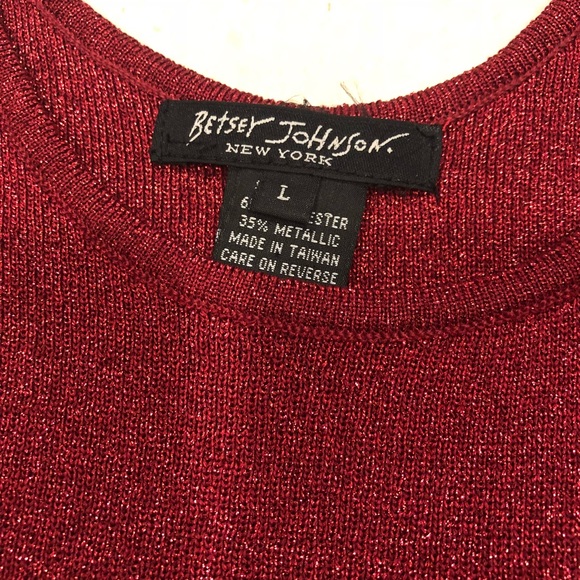 BETSEY JOHNSON.
NEW YORK
L
35% METALLIC
MADE IN TAIWAN
CARE ON REVERSE